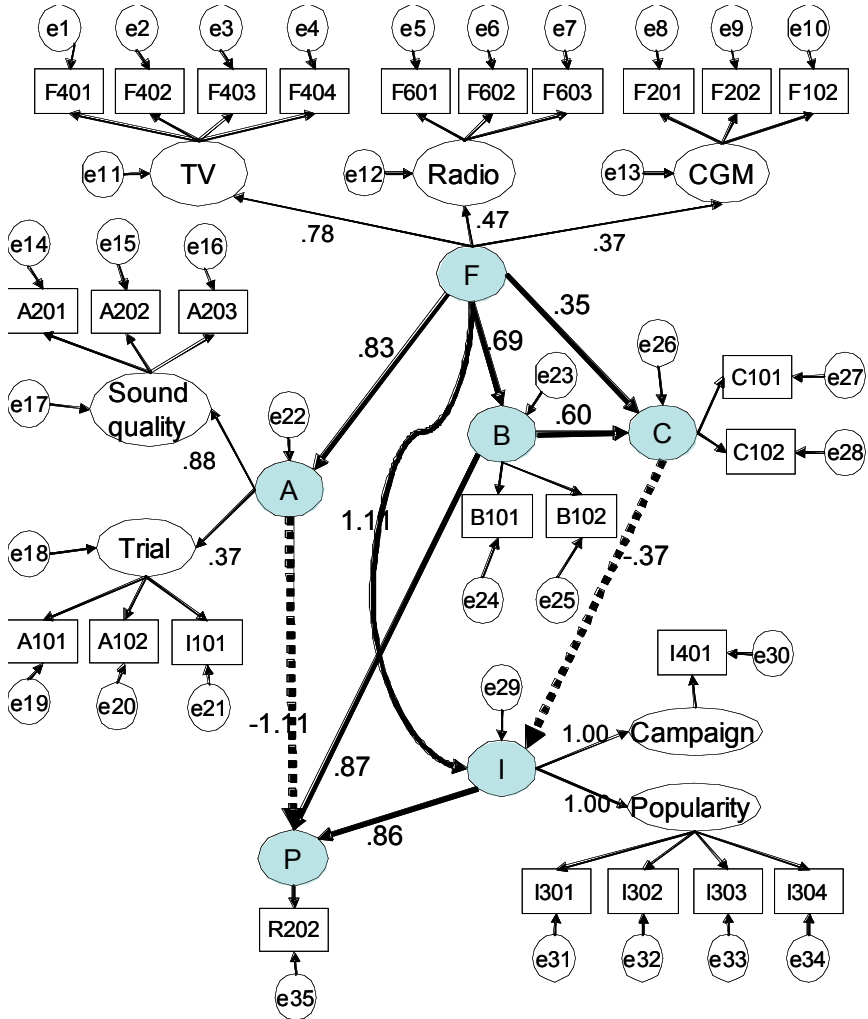 e1 e2 e3 e4 e5 e6 e7 e8 e9 e10
F401 F402 F403 F404 F601 F602 F603 F201 F202 F102
e11 TV e12 Radio e13 CGM
.78 .47 .37
e14 e15 e16
F
A201 A202 A203
.83 .69 .35
e26
e23
C101 e27
e17 Sound
quality
e22
B .60 C
C102 e28
.88
A
1.11
B101 B102
e18 Trial .37
-.37
e24 e25
A101 A102 I101
I401 e30
e19 e20 e21
e29
-1.11
1.00 Campaign
.87
I
1.00 Popularity
.86
P
I301 I302 I303 I304
R202
e31 e32 e33 e34
e35